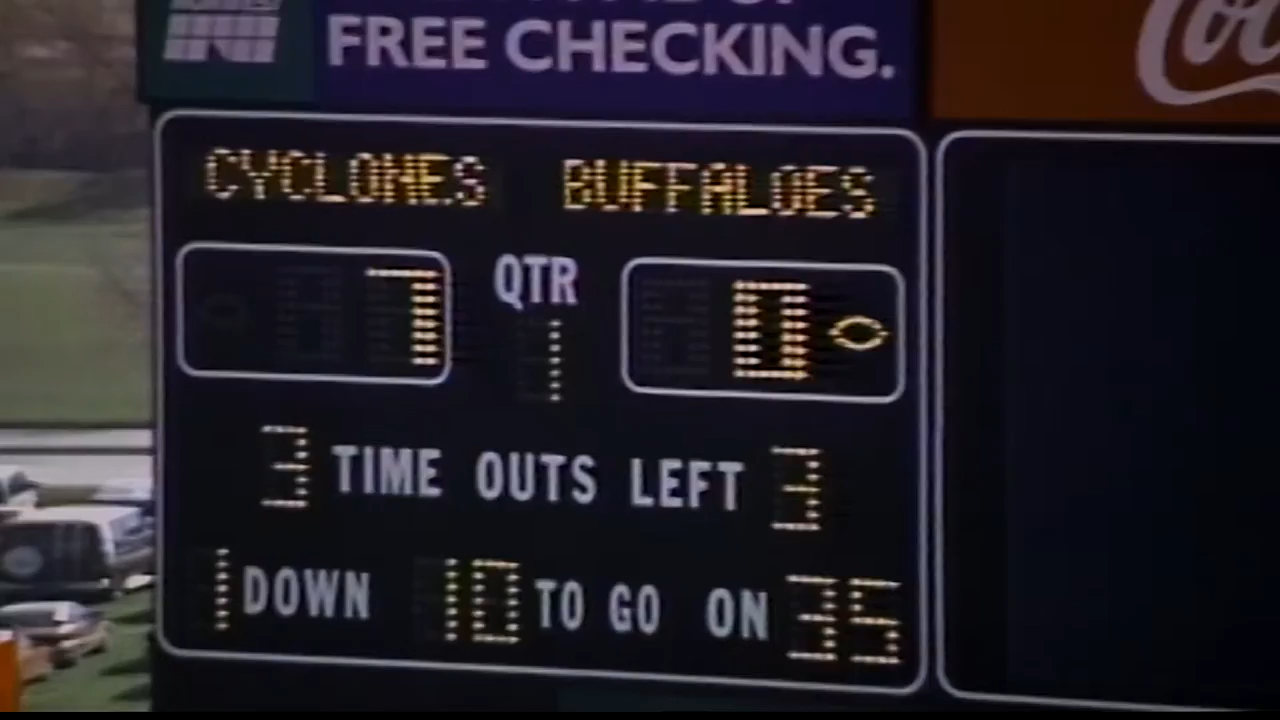 FREE CHECKING.
CYCLONES BUFFALOES
7 QTR 0
1
3 TIME OUTS LEFT 3
1 DOWN 10 TO GO ON 35